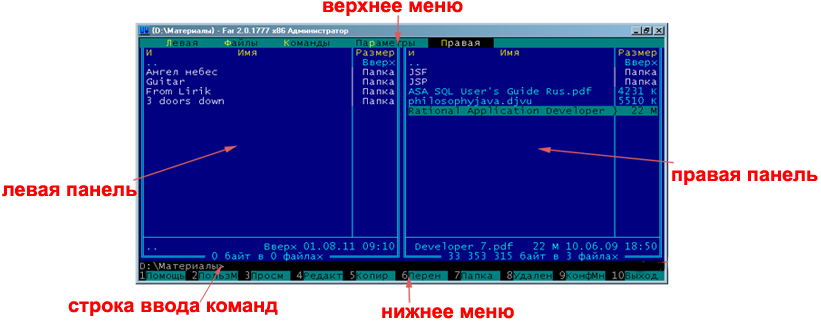 верхнее меню
{D:\Материалы} - Far 2.0.1777 x86 Администратор
Левая Файлы Команды Параметры Правая
И Имя Размер и Имя Размер
.. Вверх .. Вверх
Ангел небес Папка JSF Папка
Guitar Папка JSP Папка
From Lirik Папка ASA SQL User's Guide Rus.pdf 4231 K
3 doors down Папка philosophyjava.djvu 5510 K
Rational Application Developer } 22 M
левая панель
правая панель
.. Вверх 01.08.11 09:10 Developer 7.pdf 22 M 10.06.09 18:50
0 байт в 0 файлах 33 353 315 байт в 3 файлах
D:\Материалы>
1Помощь 2ПользМ 3Просм 4Редакт 5Копир 6Перен 7Папка 8Удален 9КонфМн 10Выход
строка ввода команд
нижнее меню